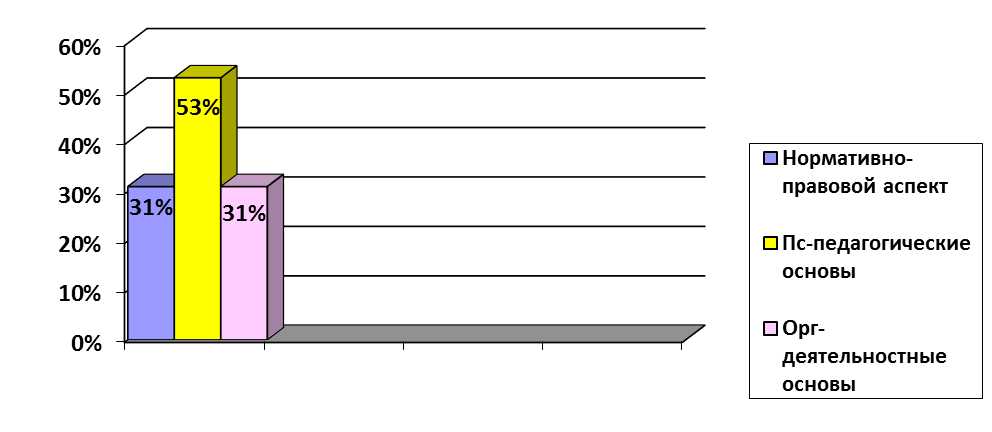 60%
50%
40%
30%
20%
10%
0%
31%
53%
31%
Нормативно-
правовой аспект
Пс-педагогические
основы
Орг-
деятельностные
основы